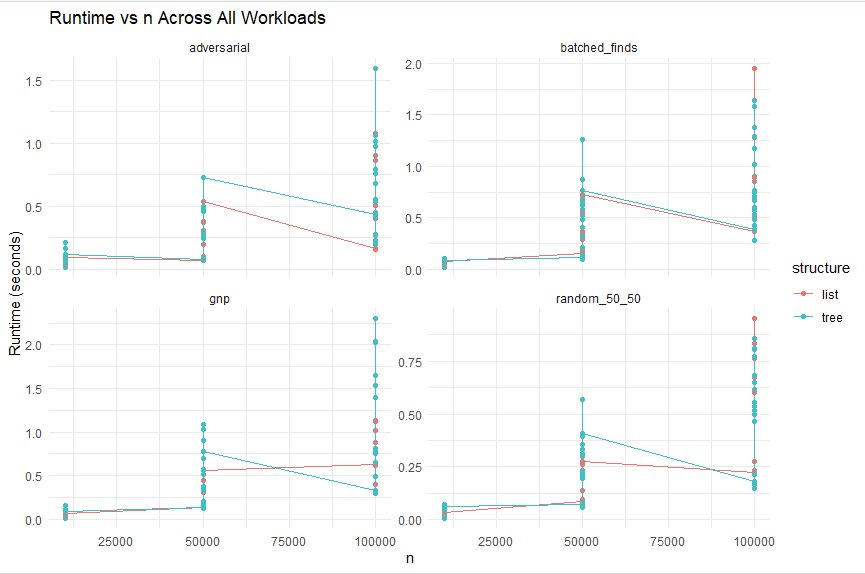 Runtime vs n Across All Workloads
adversarial
batched_finds
1.5
1.0
0.5
0.0
2.0
1.5
1.0
0.5
0.0
gnp
random_50_50
2.0
1.5
1.0
0.5
0.0
0.75
0.50
0.25
0.00
25000 50000 75000 100000
25000 50000 75000 100000
n
Runtime (seconds)
structure
list
tree